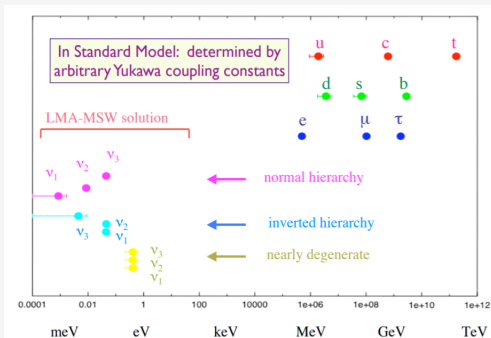 In Standard Model: determined by
arbitrary Yukawa coupling constants
u c t
d s b
e μ τ
LMA-MSW solution
ν1 ν2 ν3
normal hierarchy
ν3 ν2
ν1
inverted hierarchy
ν3
ν2
ν1
nearly degenerate
0.0001 0.01 1 100 10000 1e+06 1e+08 1e+10 1e+12
meV eV keV MeV GeV TeV